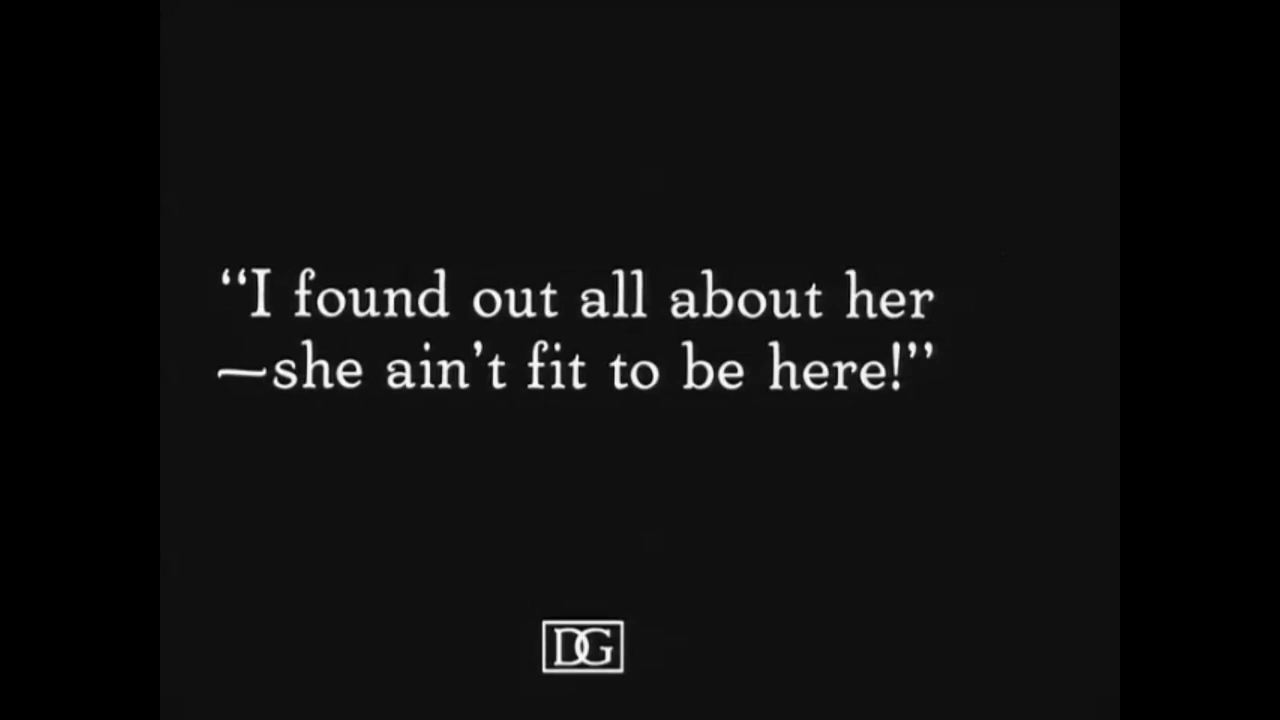 “I found out all about her
—she ain’t fit to be here!”
DG